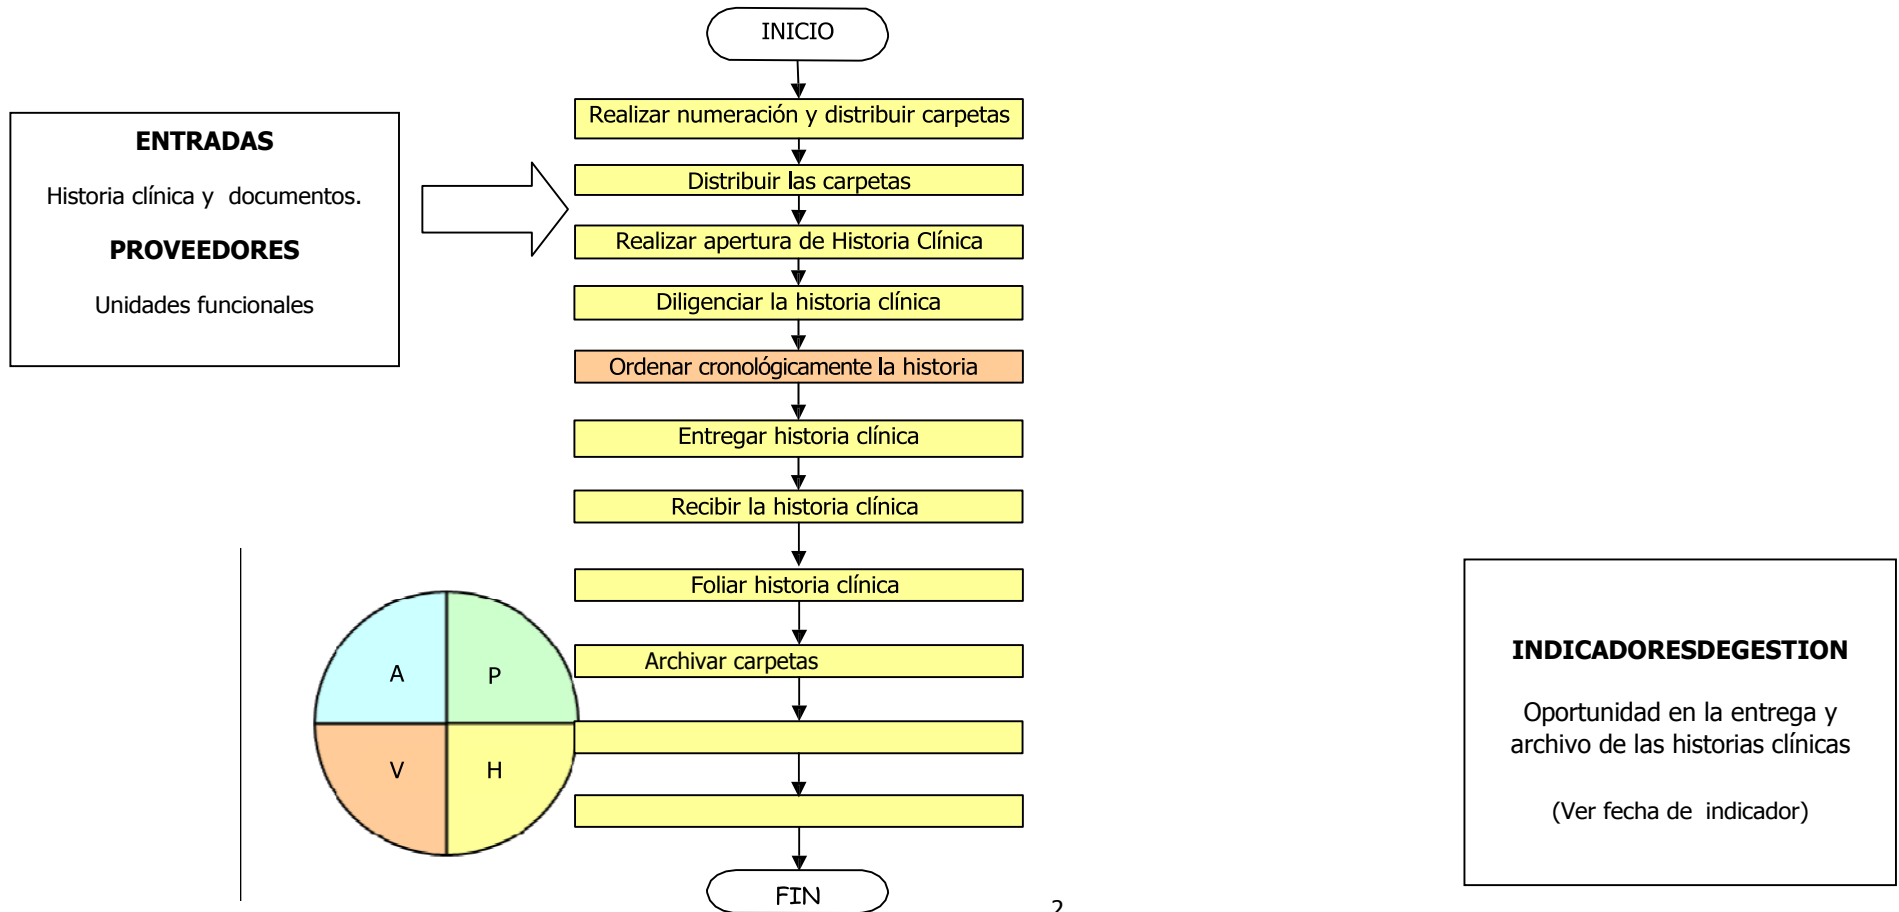 INICIO
ENTRADAS
Historia clínica y documentos.
PROVEEDORES
Unidades funcionales
Realizar numeración y distribuir carpetas
Distribuir las carpetas
Realizar apertura de Historia Clínica
Diligenciar la historia clínica
Ordenar cronológicamente la historia
Entregar historia clínica
Recibir la historia clínica
Foliar historia clínica
Archivar carpetas
A
P
V
H
FIN
INDICADORESDEGESTION
Oportunidad en la entrega y
archivo de las historias clínicas
(Ver fecha de indicador)
2